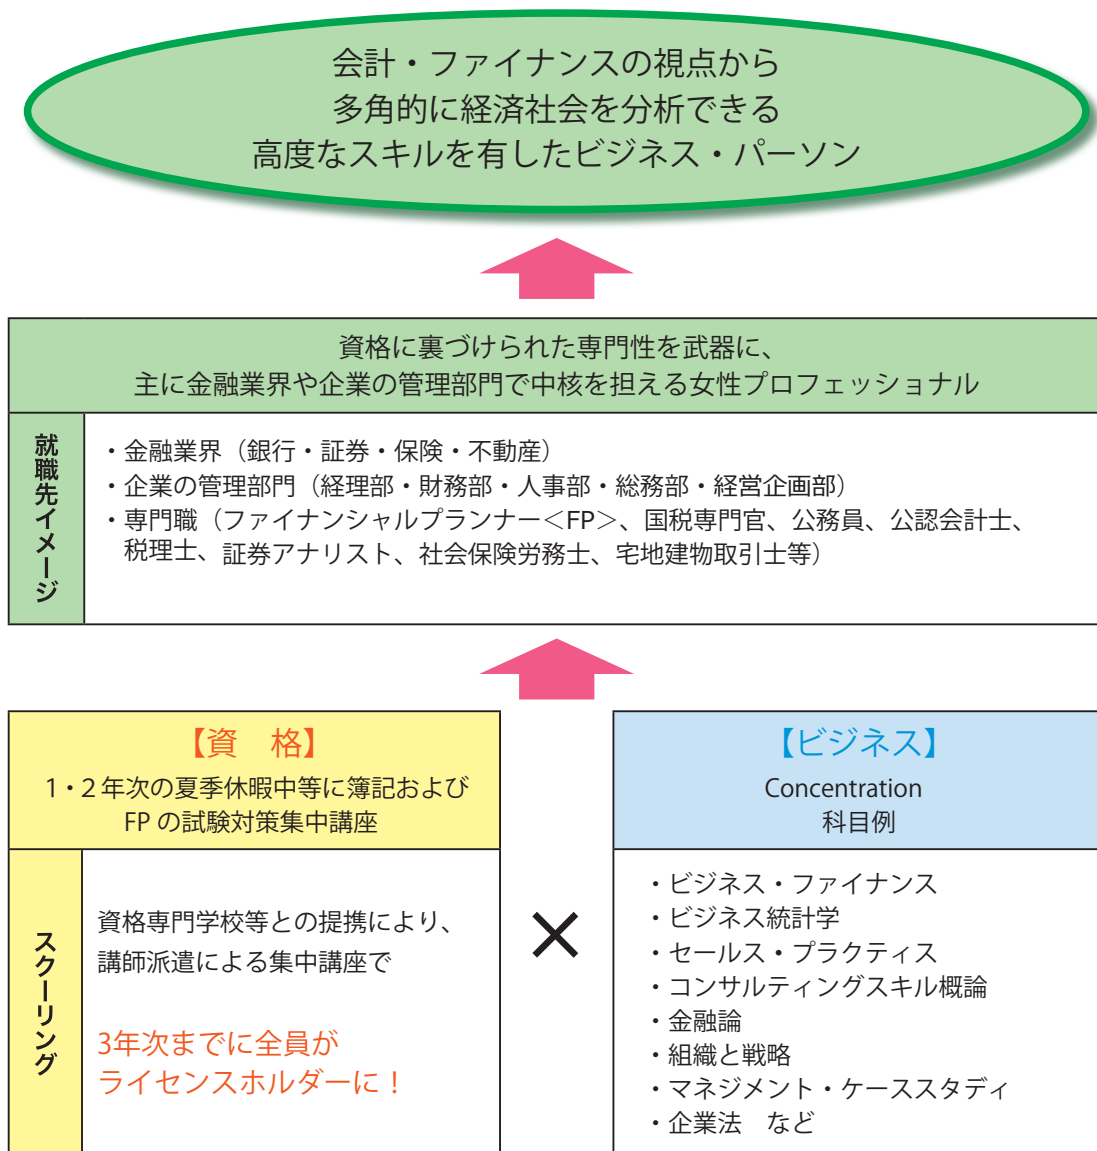 会計・ファイナンスの視点から
多角的に経済社会を分析できる
高度なスキルを有したビジネス・パーソン
資格に裏づけられた専門性を武器に、
主に金融業界や企業の管理部門で中核を担える女性プロフェッショナル
就職先イメージ
・金融業界（銀行・証券・保険・不動産）
・企業の管理部門（経理部・財務部・人事部・総務部・経営企画部）
・専門職（ファイナンシャルプランナー＜FP＞、国税専門官、公務員、公認会計士、
税理士、証券アナリスト、社会保険労務士、宅地建物取引士等）
【資　格】
1・2年次の夏季休暇中等に簿記および
FPの試験対策集中講座
スクーリング
資格専門学校等との提携により、
講師派遣による集中講座で
3年次までに全員が
ライセンスホルダーに！
×
【ビジネス】
Concentration
科目例
・ビジネス・ファイナンス
・ビジネス統計学
・セールス・プラクティス
・コンサルティングスキル概論
・金融論
・組織と戦略
・マネジメント・ケーススタディ
・企業法　など